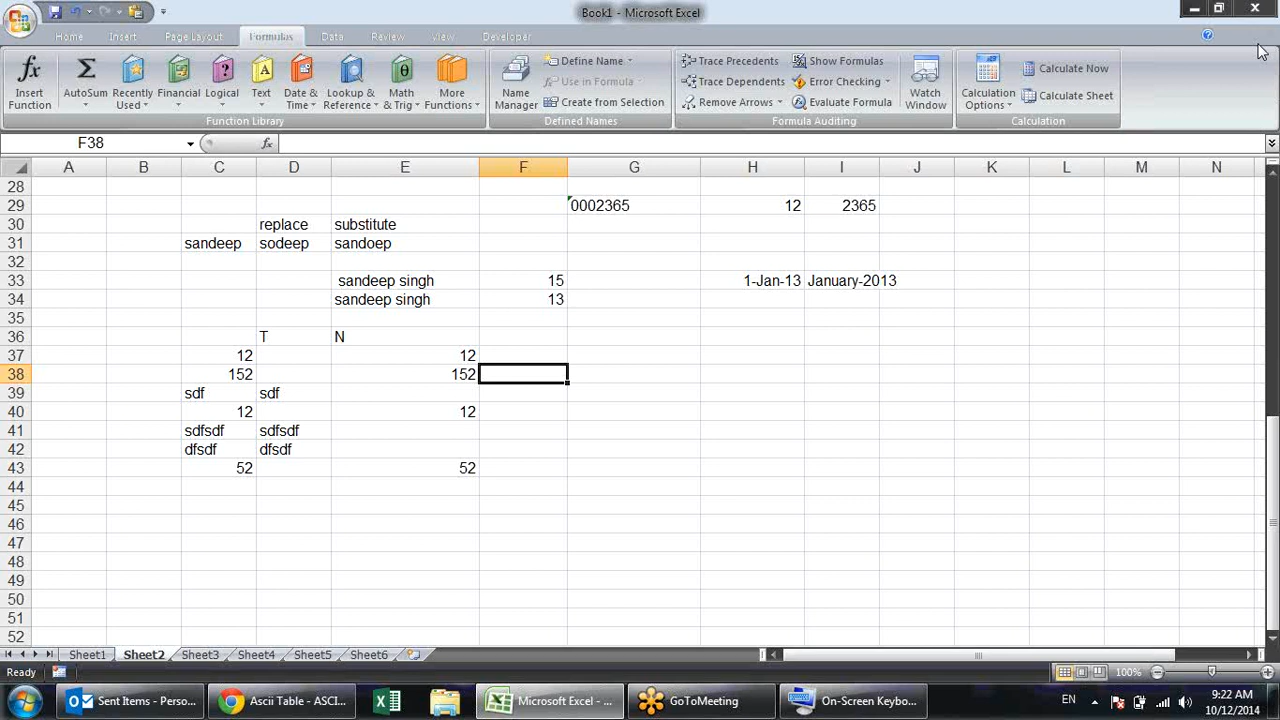 Book1 - Microsoft Excel
Home Insert Page Layout Formulas Data Review View Developer
Insert Function
AutoSum
Recently Used
Financial
Logical
Text
Date & Time
Lookup & Reference
Math & Trig
More Functions
Function Library
Name Manager
Define Name
Use in Formula
Create from Selection
Defined Names
Trace Precedents
Trace Dependents
Remove Arrows
Show Formulas
Error Checking
Evaluate Formula
Formula Auditing
Watch Window
Calculation Options
Calculate Now
Calculate Sheet
Calculation
F38 fx
A B C D E F G H I J K L M N
28
29 0002365 12 2365
30 replace substitute
31 sandeep sodeep sandoep
32
33 sandeep singh 15 1-Jan-13 January-2013
34 sandeep singh 13
35
36 T N
37 12 12
38 152 152
39 sdf sdf
40 12 12
41 sdfsdf sdfsdf
42 dfsdf dfsdf
43 52 52
44
45
46
47
48
49
50
51
52
Sheet1 Sheet2 Sheet3 Sheet4 Sheet5 Sheet6
Ready 100%
Sent Items - Perso... Ascii Table - ASCI... Microsoft Excel - ... GoToMeeting On-Screen Keybo... EN 9:22 AM
10/12/2014